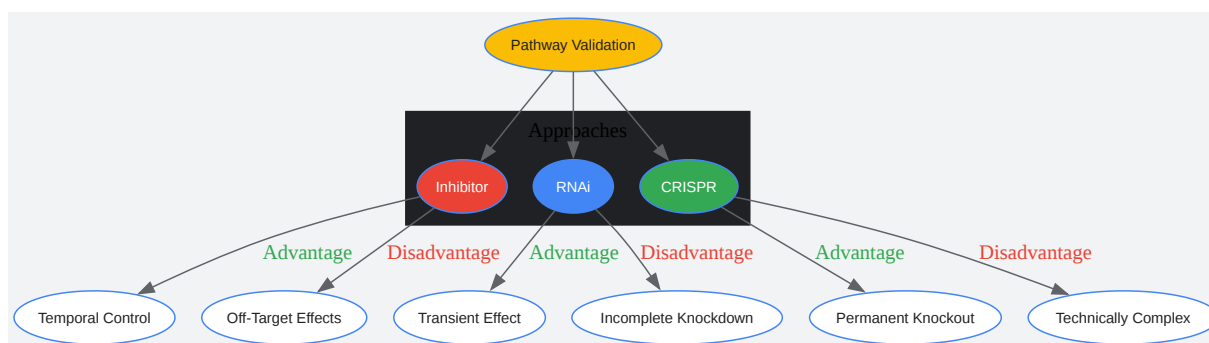 Pathway Validation
Approaches
Inhibitor
RNAi
CRISPR
Advantage
Disadvantage
Advantage
Disadvantage
Advantage
Disadvantage
Temporal Control
Off-Target Effects
Transient Effect
Incomplete Knockdown
Permanent Knockout
Technically Complex